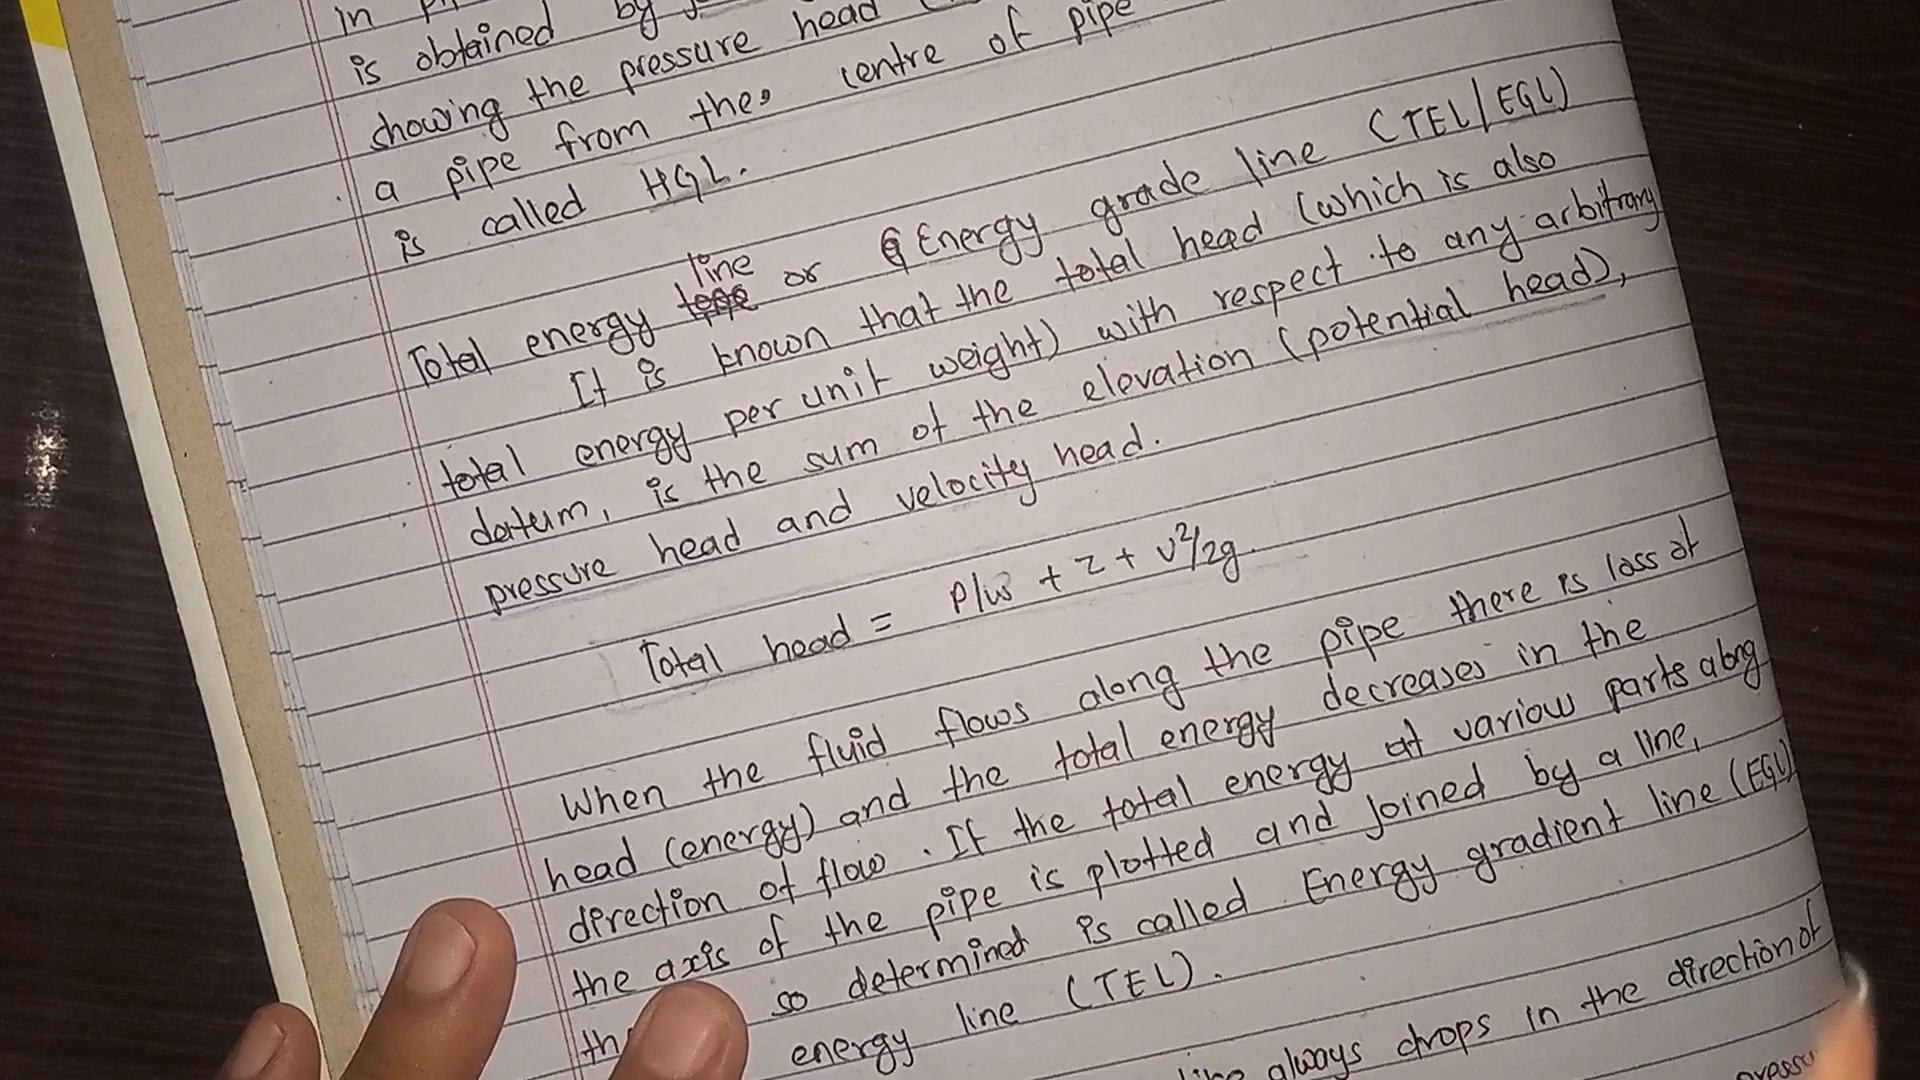 in
is obtained by
showing the pressure head
a pipe from the, centre of pipe
is called HGL.
Total energy line or Energy grade line (TEL/EGL)
It is known that the total head (which is also
total energy per unit weight) with respect to any arbitrary
datum, is the sum of the elevation (potential head),
pressure head and velocity head.
Total head = P/w + z + v²/2g.
When the fluid flows along the pipe there is loss of
head (energy) and the total energy decreases in the
direction of flow. If the total energy at various parts along
the axis of the pipe is plotted and joined by a line,
so determined is called Energy gradient line (EGL)
energy line (TEL).
line always drops in the direction of